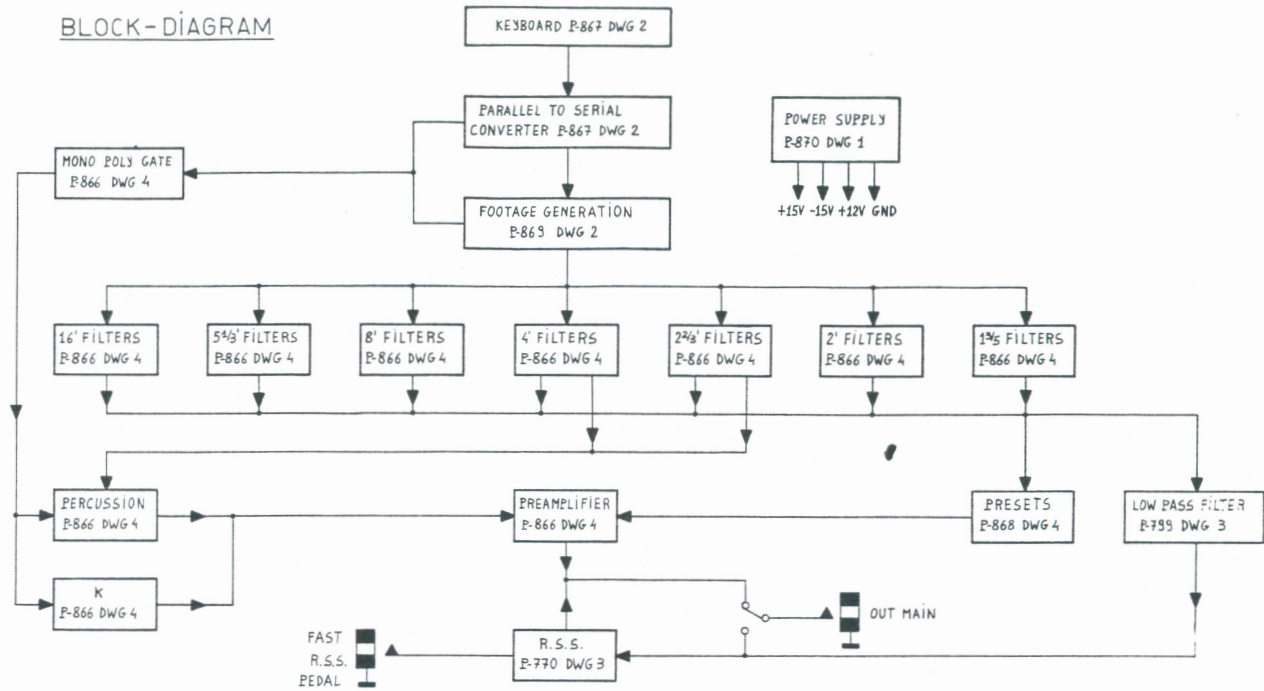 BLOCK-DIAGRAM
KEYBOARD P-867 DWG 2
PARALLEL TO SERIAL
CONVERTER P-867 DWG 2
POWER SUPPLY
P-870 DWG 1
+15V -15V +12V GND
MONO POLY GATE
P-866 DWG 4
FOOTAGE GENERATION
P-869 DWG 2
16' FILTERS
P-866 DWG 4
5⅓' FILTERS
P-866 DWG 4
8' FILTERS
P-866 DWG 4
4' FILTERS
P-866 DWG 4
2⅔' FILTERS
P-866 DWG 4
2' FILTERS
P-866 DWG 4
1⅗ FILTERS
P-866 DWG 4
PERCUSSION
P-866 DWG 4
PREAMPLIFIER
P-866 DWG 4
PRESETS
P-868 DWG 4
LOW PASS FILTER
P-799 DWG 3
K
P-866 DWG 4
OUT MAIN
FAST
R.S.S.
PEDAL
R.S.S.
P-770 DWG 3